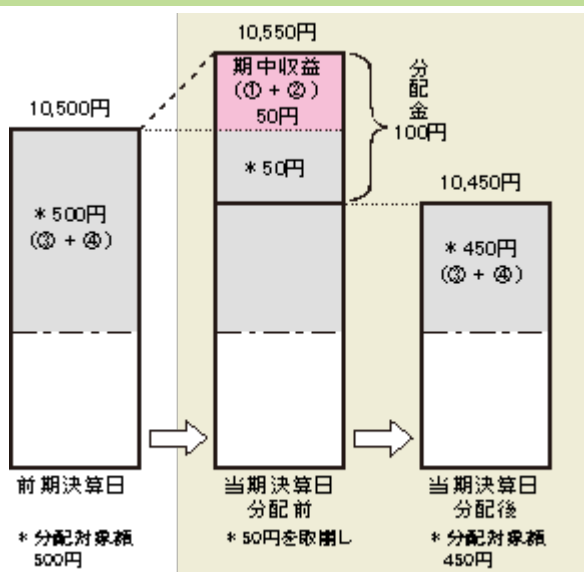 10,550円
期中収益
(①+②)
50円
分配金
100円
10,500円
*50円
10,450円
*500円
(③+④)
*450円
(③+④)
前期決算日
当期決算日
分配前
当期決算日
分配後
*分配対象額
500円
*50円を取崩し
*分配対象額
450円